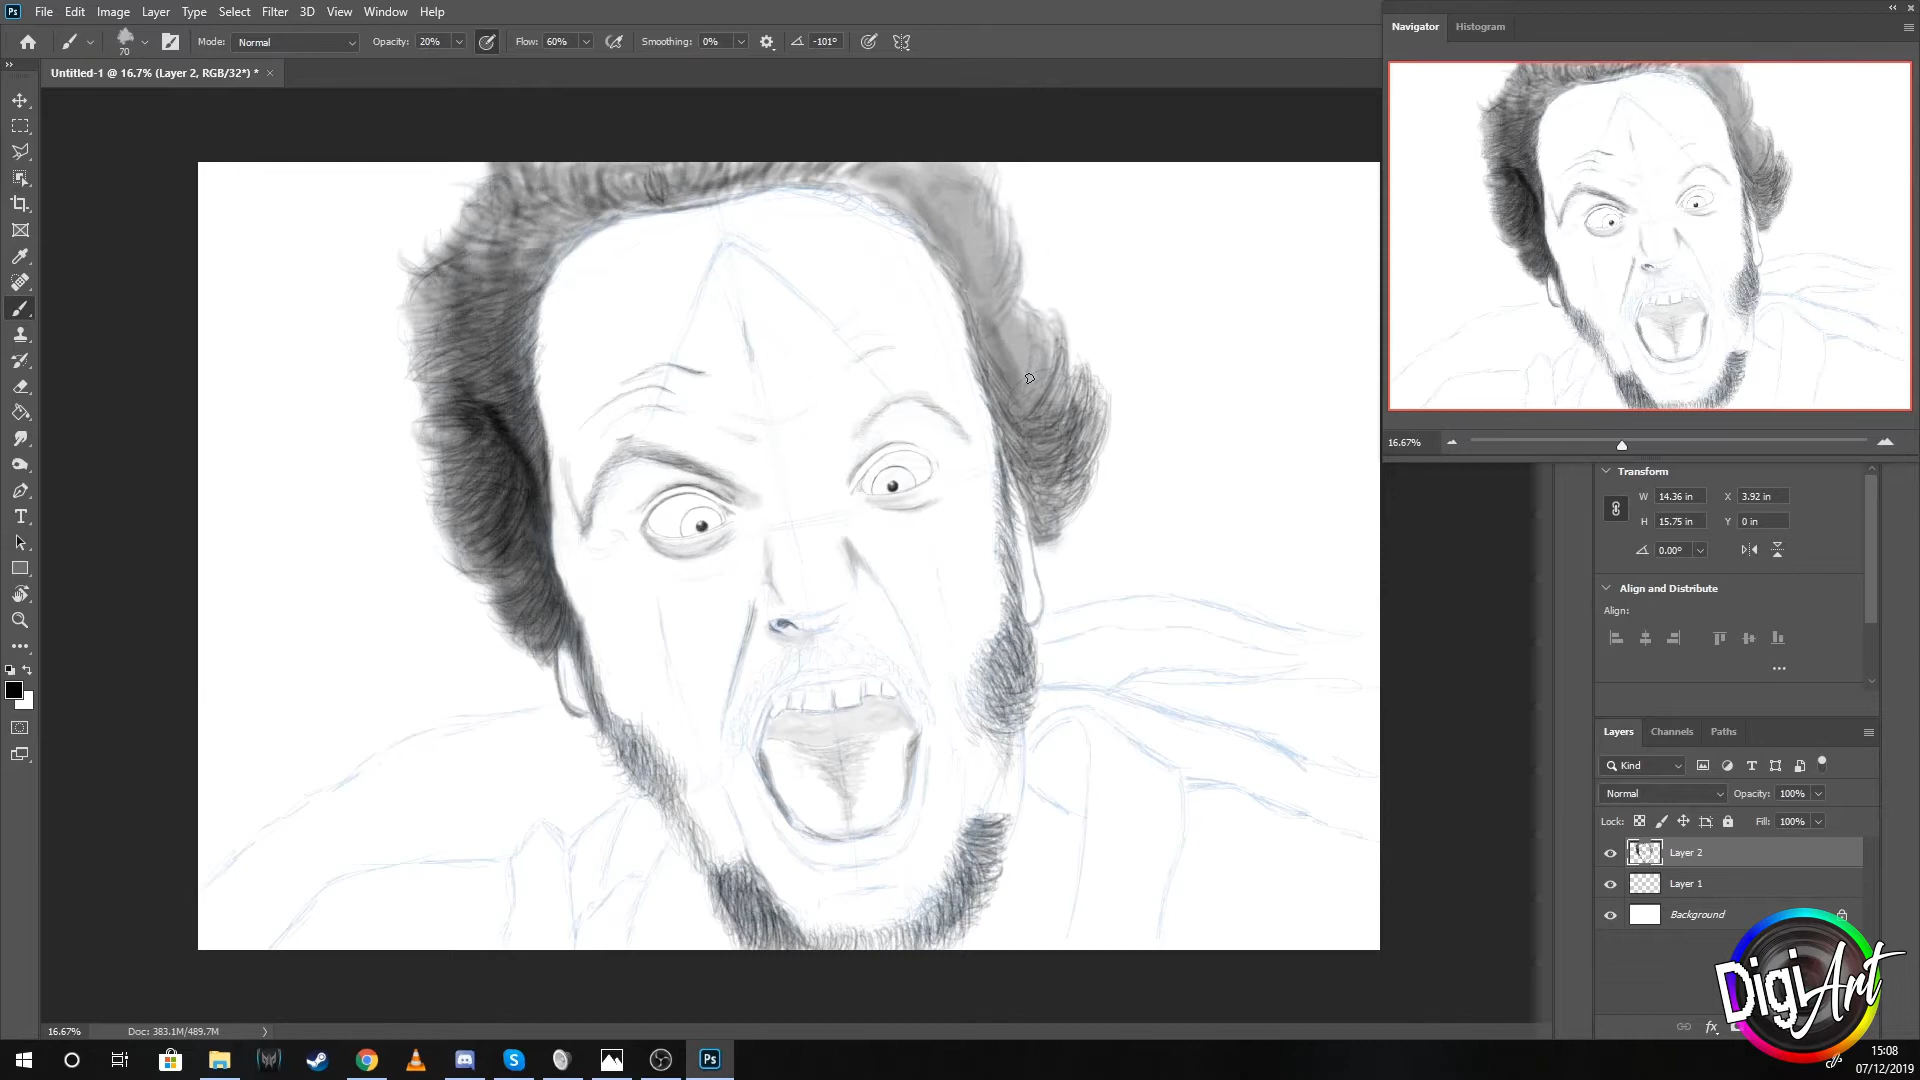 Ps File Edit Image Layer Type Select Filter 3D View Window Help
70 Mode: Normal Opacity: 20% Flow: 60% Smoothing: 0% -101°
Untitled-1 @ 16.7% (Layer 2, RGB/32*) * ×
Navigator Histogram
16.67%
Transform
W 14.36 in X 3.92 in
H 15.75 in Y 0 in
0.00°
Align and Distribute
Align:
Layers Channels Paths
Kind
Normal Opacity: 100%
Lock: Fill: 100%
Layer 2
Layer 1
Background
DigiArt
fx
16.67% Doc: 383.1M/489.7M
Ps
15:08
07/12/2019